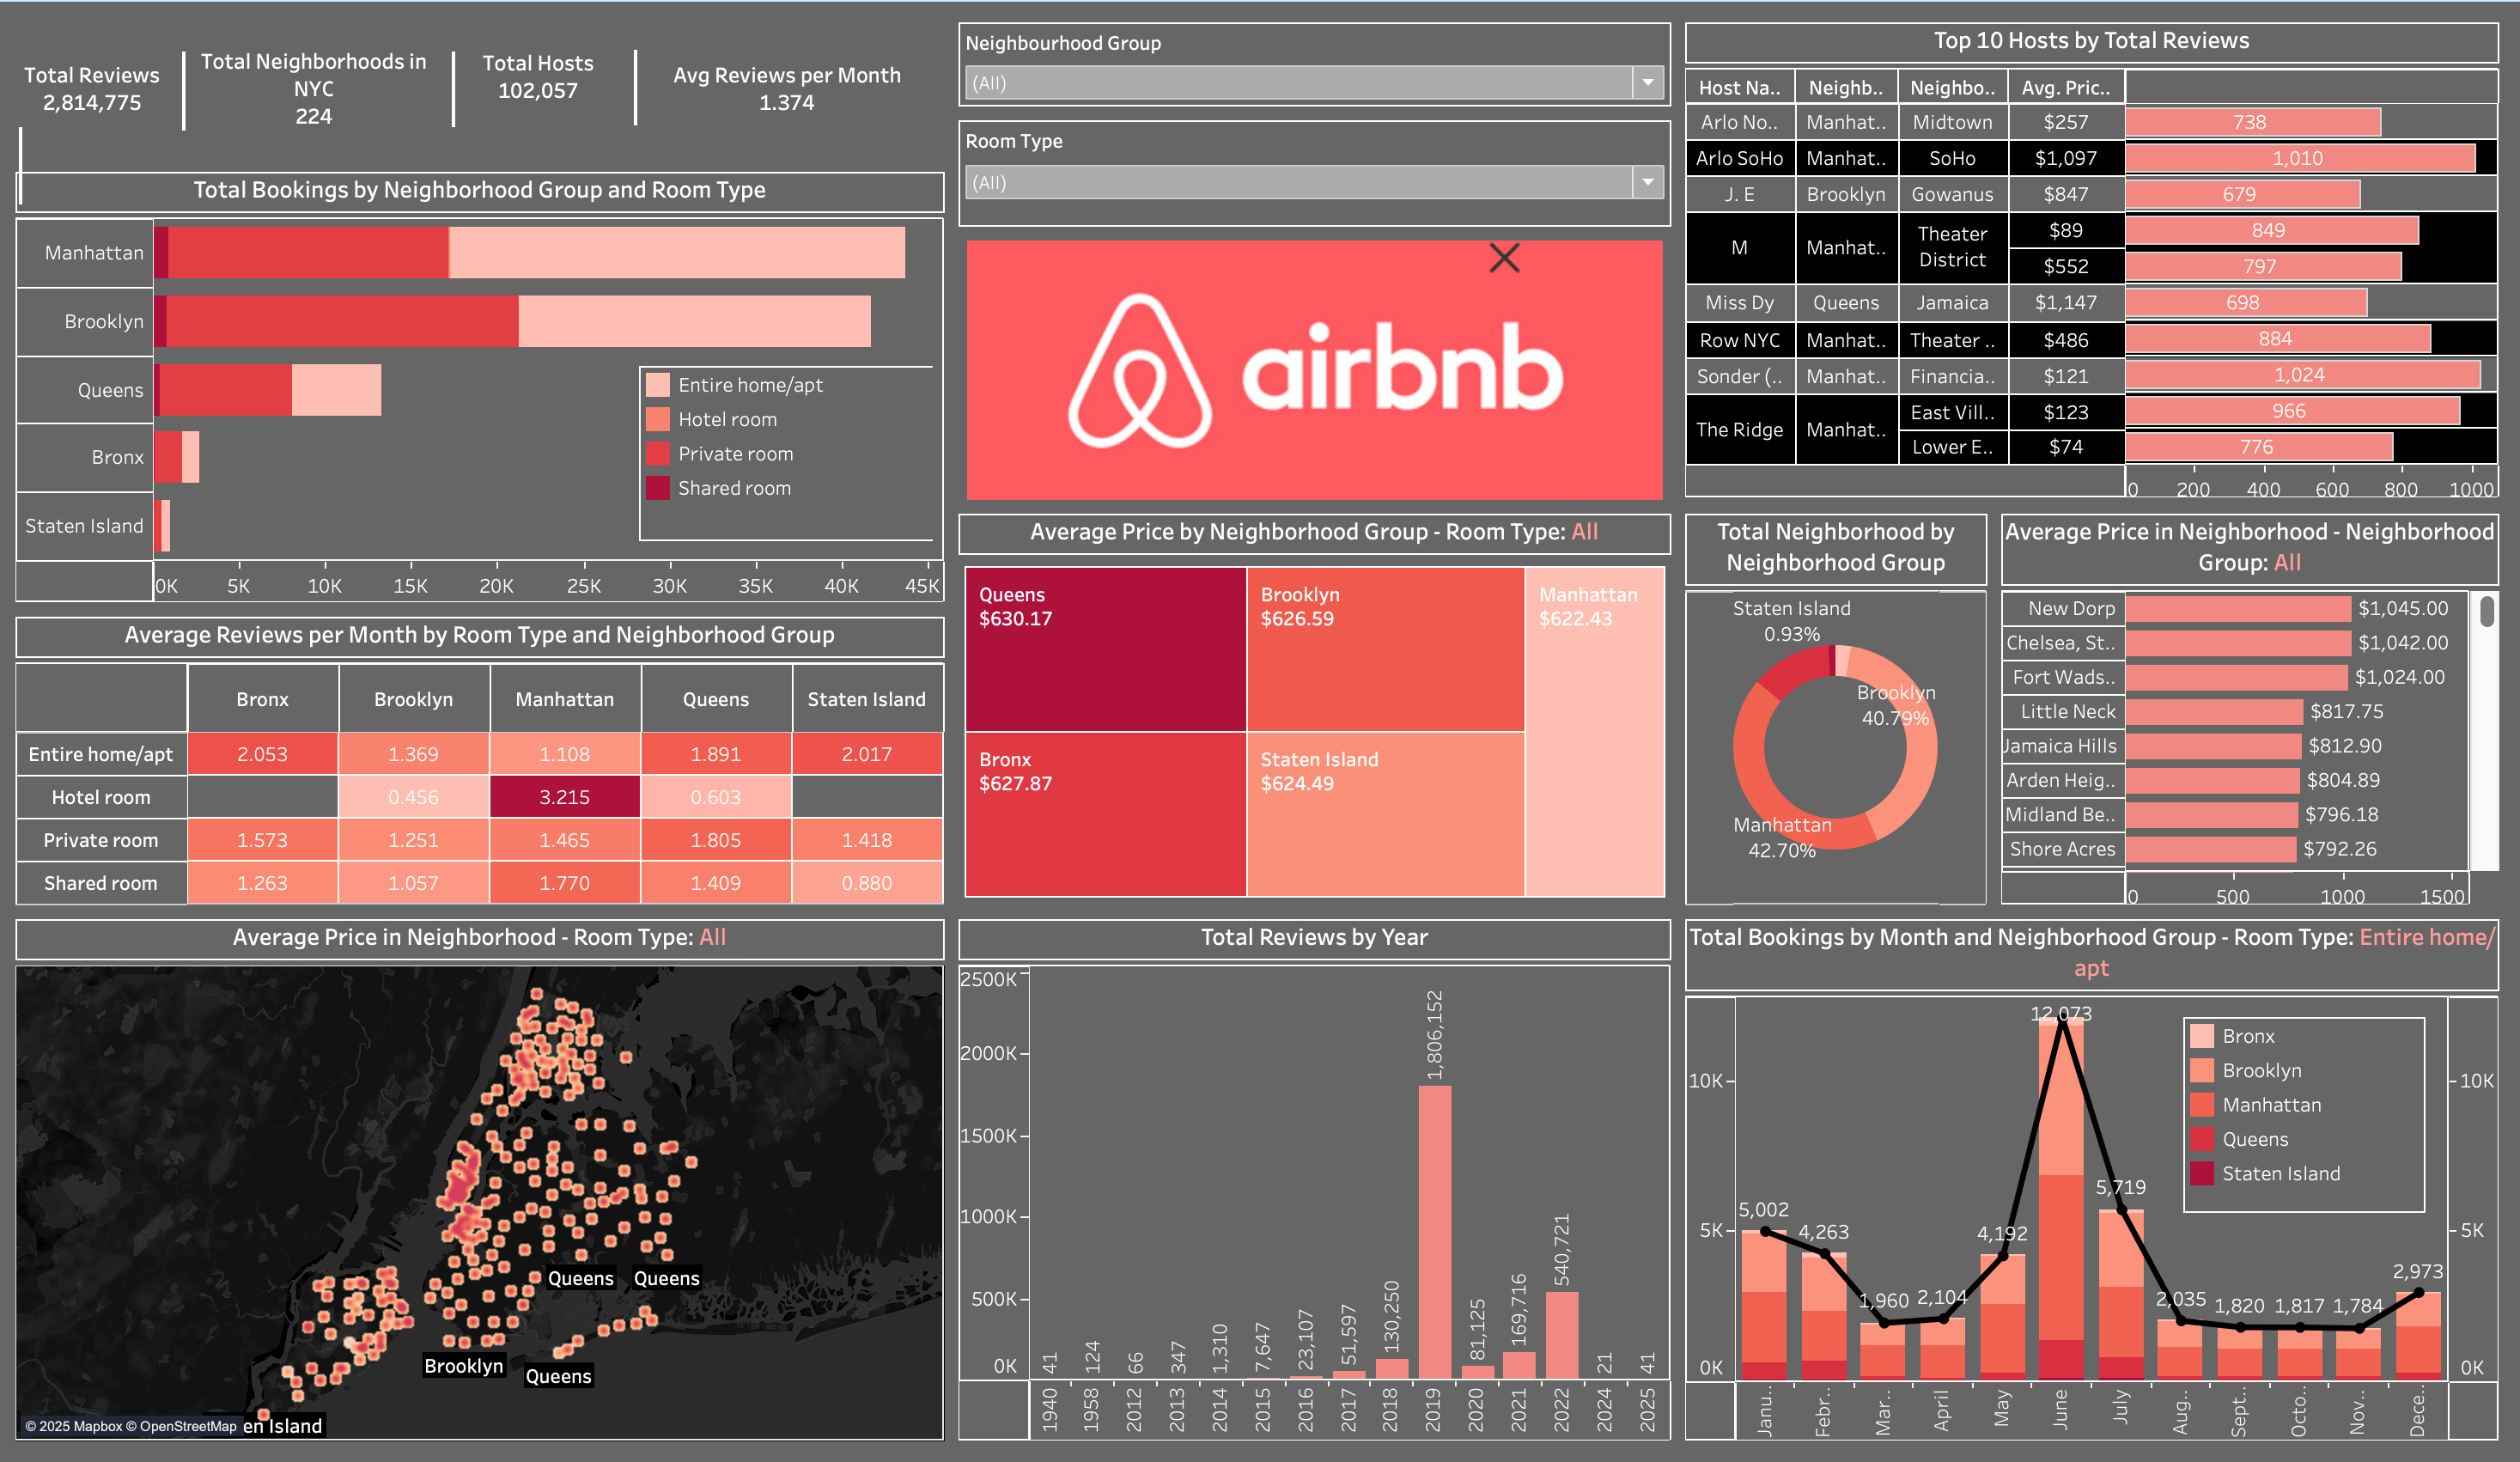 Total Reviews
2,814,775
Total Neighborhoods in
NYC
224
Total Hosts
102,057
Avg Reviews per Month
1.374
Neighbourhood Group
(All)
Room Type
(All)
airbnb
Top 10 Hosts by Total Reviews
Host Na.. Neighb.. Neighbo.. Avg. Pric..
Arlo No.. Manhat.. Midtown $257 738
Arlo SoHo Manhat.. SoHo $1,097 1,010
J. E Brooklyn Gowanus $847 679
M Manhat.. Theater
District
$89 849
$552 797
Miss Dy Queens Jamaica $1,147 698
Row NYC Manhat.. Theater .. $486 884
Sonder (.. Manhat.. Financia.. $121 1,024
The Ridge Manhat.. East Vill.. $123 966
Lower E.. $74 776
0 200 400 600 800 1000
Total Bookings by Neighborhood Group and Room Type
Manhattan
Brooklyn
Queens
Bronx
Staten Island
Entire home/apt
Hotel room
Private room
Shared room
0K 5K 10K 15K 20K 25K 30K 35K 40K 45K
Average Reviews per Month by Room Type and Neighborhood Group
Bronx Brooklyn Manhattan Queens Staten Island
Entire home/apt 2.053 1.369 1.108 1.891 2.017
Hotel room 0.456 3.215 0.603
Private room 1.573 1.251 1.465 1.805 1.418
Shared room 1.263 1.057 1.770 1.409 0.880
Average Price by Neighborhood Group - Room Type: All
Queens
$630.17
Brooklyn
$626.59
Manhattan
$622.43
Bronx
$627.87
Staten Island
$624.49
Total Neighborhood by
Neighborhood Group
Staten Island
0.93%
Brooklyn
40.79%
Manhattan
42.70%
Average Price in Neighborhood - Neighborhood
Group: All
New Dorp $1,045.00
Chelsea, St.. $1,042.00
Fort Wads.. $1,024.00
Little Neck $817.75
Jamaica Hills $812.90
Arden Heig.. $804.89
Midland Be.. $796.18
Shore Acres $792.26
0 500 1000 1500
Average Price in Neighborhood - Room Type: All
Queens
Queens
Brooklyn
Queens
en Island
© 2025 Mapbox © OpenStreetMap
Total Reviews by Year
2500K
2000K
1500K
1000K
500K
0K
41 124 66 347 1,310 7,647 23,107 51,597 130,250 1,806,152 81,125 169,716 540,721 21 41
1940 1958 2012 2013 2014 2015 2016 2017 2018 2019 2020 2021 2022 2024 2025
Total Bookings by Month and Neighborhood Group - Room Type: Entire home/
apt
10K
5K
0K
5,002 4,263 1,960 2,104 4,192 12,073 5,719 2,035 1,820 1,817 1,784 2,973
Bronx
Brooklyn
Manhattan
Queens
Staten Island
10K
5K
0K
Janu.. Febr.. Mar.. April May June July Aug.. Sept.. Octo.. Nov.. Dece..